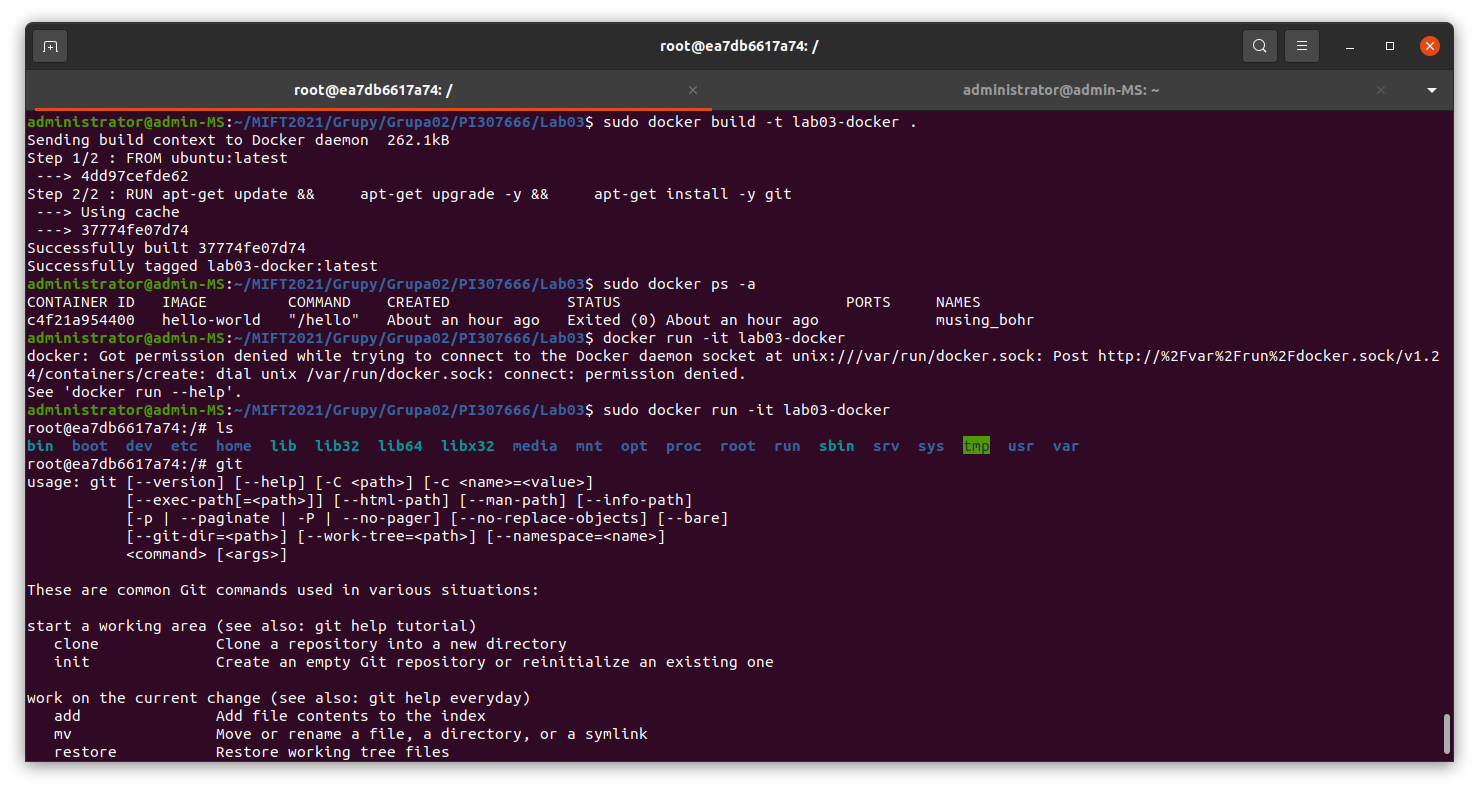 root@ea7db6617a74: /
root@ea7db6617a74: /
administrator@admin-MS: ~
administrator@admin-MS:~/MIFT2021/Grupy/Grupa02/PI307666/Lab03$ sudo docker build -t lab03-docker .
Sending build context to Docker daemon  262.1kB
Step 1/2 : FROM ubuntu:latest
 ---> 4dd97cefde62
Step 2/2 : RUN apt-get update &&     apt-get upgrade -y &&     apt-get install -y git
 ---> Using cache
 ---> 37774fe07d74
Successfully built 37774fe07d74
Successfully tagged lab03-docker:latest
administrator@admin-MS:~/MIFT2021/Grupy/Grupa02/PI307666/Lab03$ sudo docker ps -a
CONTAINER ID   IMAGE         COMMAND    CREATED             STATUS                         PORTS     NAMES
c4f21a954400   hello-world   "/hello"   About an hour ago   Exited (0) About an hour ago             musing_bohr
administrator@admin-MS:~/MIFT2021/Grupy/Grupa02/PI307666/Lab03$ docker run -it lab03-docker
docker: Got permission denied while trying to connect to the Docker daemon socket at unix:///var/run/docker.sock: Post http://%2Fvar%2Frun%2Fdocker.sock/v1.2
4/containers/create: dial unix /var/run/docker.sock: connect: permission denied.
See 'docker run --help'.
administrator@admin-MS:~/MIFT2021/Grupy/Grupa02/PI307666/Lab03$ sudo docker run -it lab03-docker
root@ea7db6617a74:/# ls
bin  boot  dev  etc  home  lib  lib32  lib64  libx32  media  mnt  opt  proc  root  run  sbin  srv  sys  tmp  usr  var
root@ea7db6617a74:/# git
usage: git [--version] [--help] [-C <path>] [-c <name>=<value>]
           [--exec-path[=<path>]] [--html-path] [--man-path] [--info-path]
           [-p | --paginate | -P | --no-pager] [--no-replace-objects] [--bare]
           [--git-dir=<path>] [--work-tree=<path>] [--namespace=<name>]
           <command> [<args>]

These are common Git commands used in various situations:

start a working area (see also: git help tutorial)
   clone             Clone a repository into a new directory
   init              Create an empty Git repository or reinitialize an existing one

work on the current change (see also: git help everyday)
   add               Add file contents to the index
   mv                Move or rename a file, a directory, or a symlink
   restore           Restore working tree files